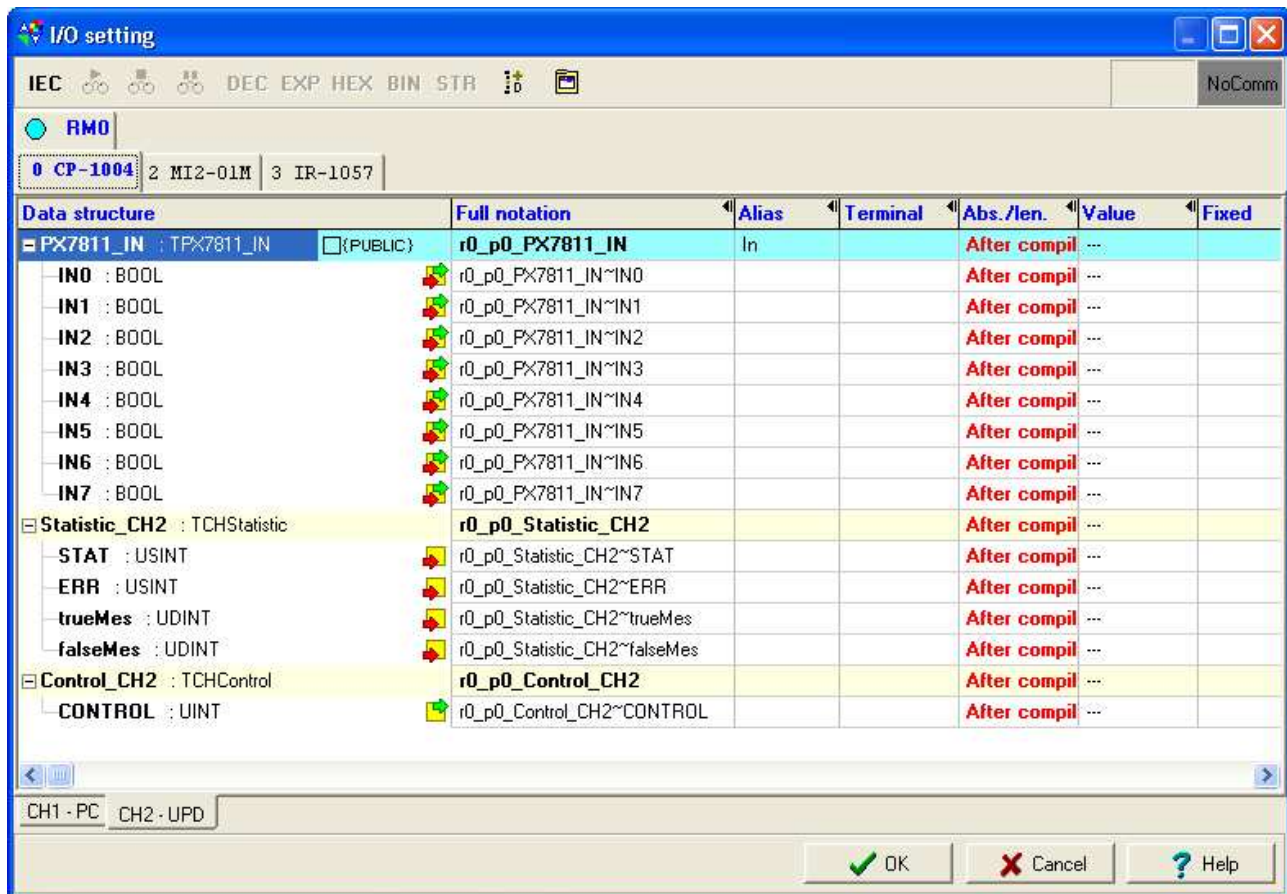 I/O setting
IEC DEC EXP HEX BIN STR NoComm
RM0
0 CP-1004 2 MI2-01M 3 IR-1057
Data structure Full notation Alias Terminal Abs./len. Value Fixed
PX7811_IN : TPX7811_IN {PUBLIC} r0_p0_PX7811_IN In After compil ---
IN0 : BOOL r0_p0_PX7811_IN~IN0 After compil ---
IN1 : BOOL r0_p0_PX7811_IN~IN1 After compil ---
IN2 : BOOL r0_p0_PX7811_IN~IN2 After compil ---
IN3 : BOOL r0_p0_PX7811_IN~IN3 After compil ---
IN4 : BOOL r0_p0_PX7811_IN~IN4 After compil ---
IN5 : BOOL r0_p0_PX7811_IN~IN5 After compil ---
IN6 : BOOL r0_p0_PX7811_IN~IN6 After compil ---
IN7 : BOOL r0_p0_PX7811_IN~IN7 After compil ---
Statistic_CH2 : TCHStatistic r0_p0_Statistic_CH2 After compil ---
STAT : USINT r0_p0_Statistic_CH2~STAT After compil ---
ERR : USINT r0_p0_Statistic_CH2~ERR After compil ---
trueMes : UDINT r0_p0_Statistic_CH2~trueMes After compil ---
falseMes : UDINT r0_p0_Statistic_CH2~falseMes After compil ---
Control_CH2 : TCHControl r0_p0_Control_CH2 After compil ---
CONTROL : UINT r0_p0_Control_CH2~CONTROL After compil ---
CH1 - PC CH2 - UPD
OK Cancel Help